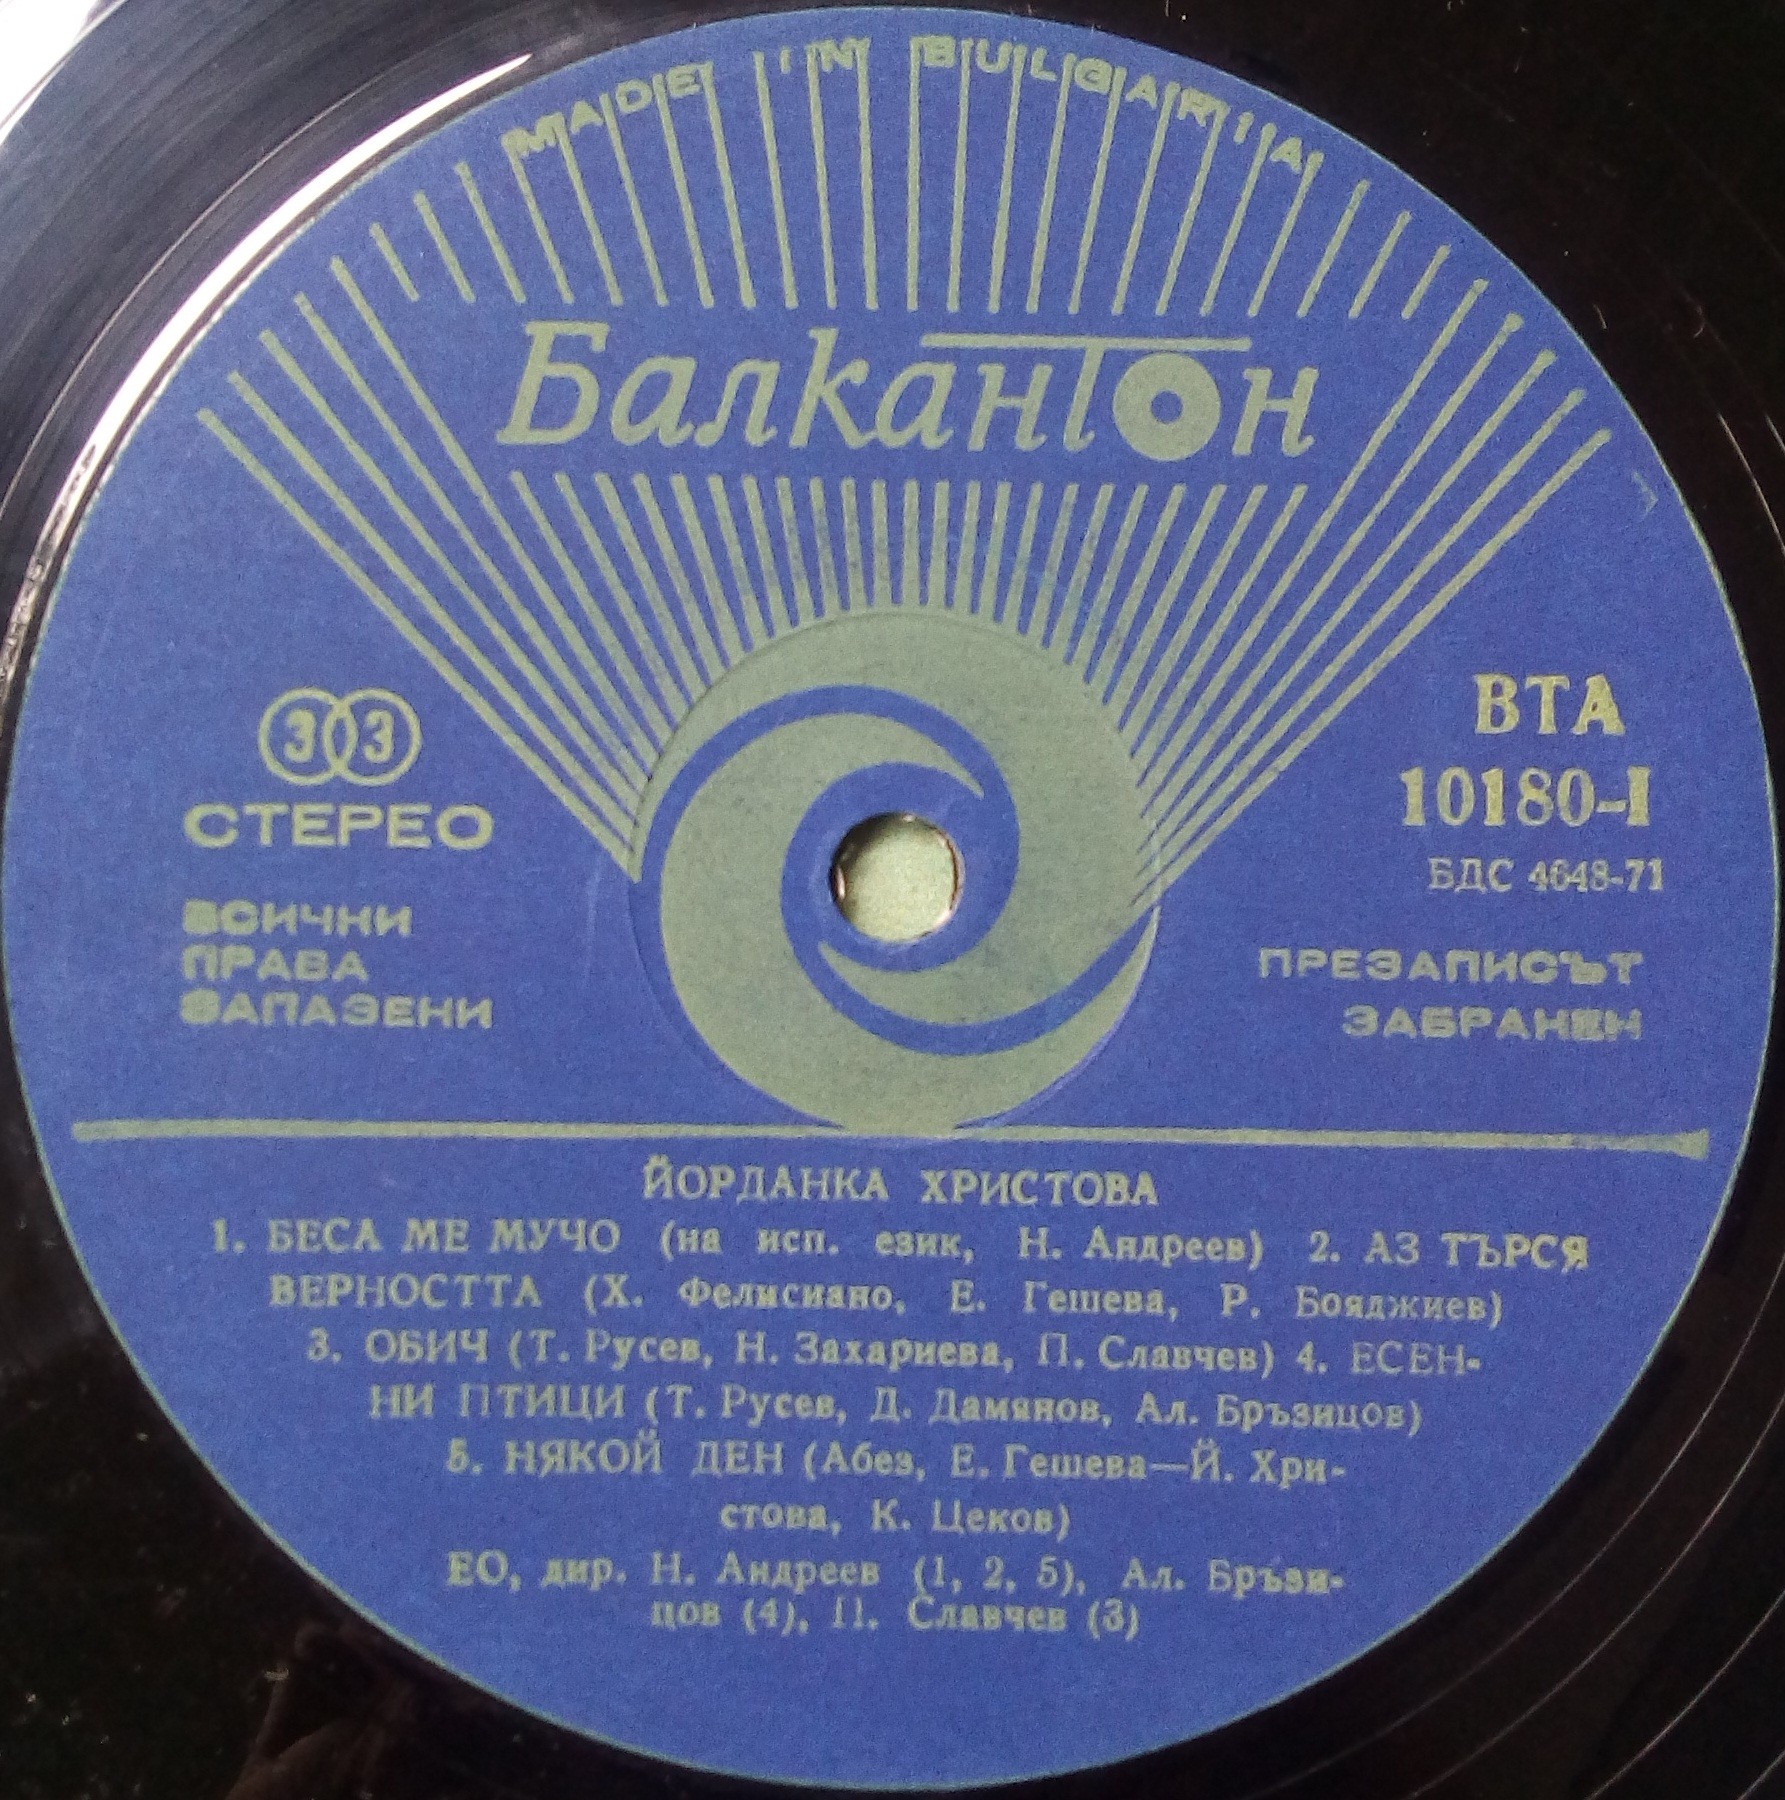 MADE IN BULGARIA
Балкантон
33
СТЕРЕО
ВСИЧНИ
ПРАВА
ЗАПАЗЕНИ
ВТА
10180-I
БДС 4648-71
ПРЕЗАПИСЪТ
ЗАБРАНЕН
ЙОРДАНКА ХРИСТОВА
1. БЕСА МЕ МУЧО (на исп. език, Н. Андреев) 2. АЗ ТЪРСЯ
ВЕРНОСТТА (Х. Фелисиано, Е. Гешева, Р. Бояджиев)
3. ОБИЧ (Т. Русев, Н. Захариева, П. Славчев) 4. ЕСЕН-
НИ ПТИЦИ (Т. Русев, Д. Дамянов, Ал. Бръзицов)
5. НЯКОЙ ДЕН (Абез, Е. Гешева—Й. Хри-
стова, К. Цеков)
ЕО, дир. Н. Андреев (1, 2, 5), Ал. Бръзи-
цов (4), П. Славчев (3)